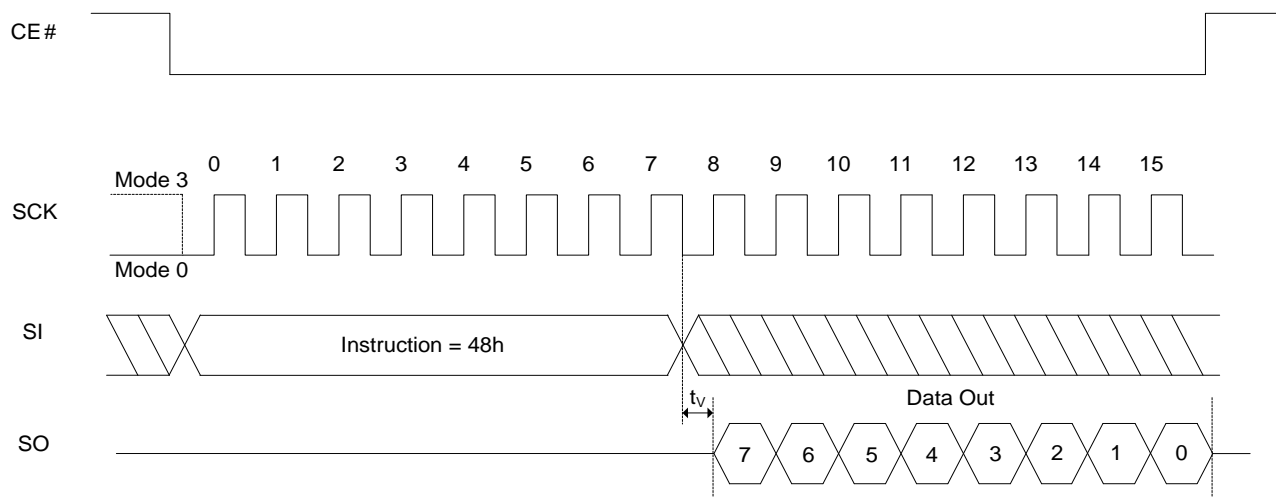 CE#
0 1 2 3 4 5 6 7 8 9 10 11 12 13 14 15
Mode 3
SCK
Mode 0
SI
Instruction = 48h
tV
Data Out
SO
7 6 5 4 3 2 1 0